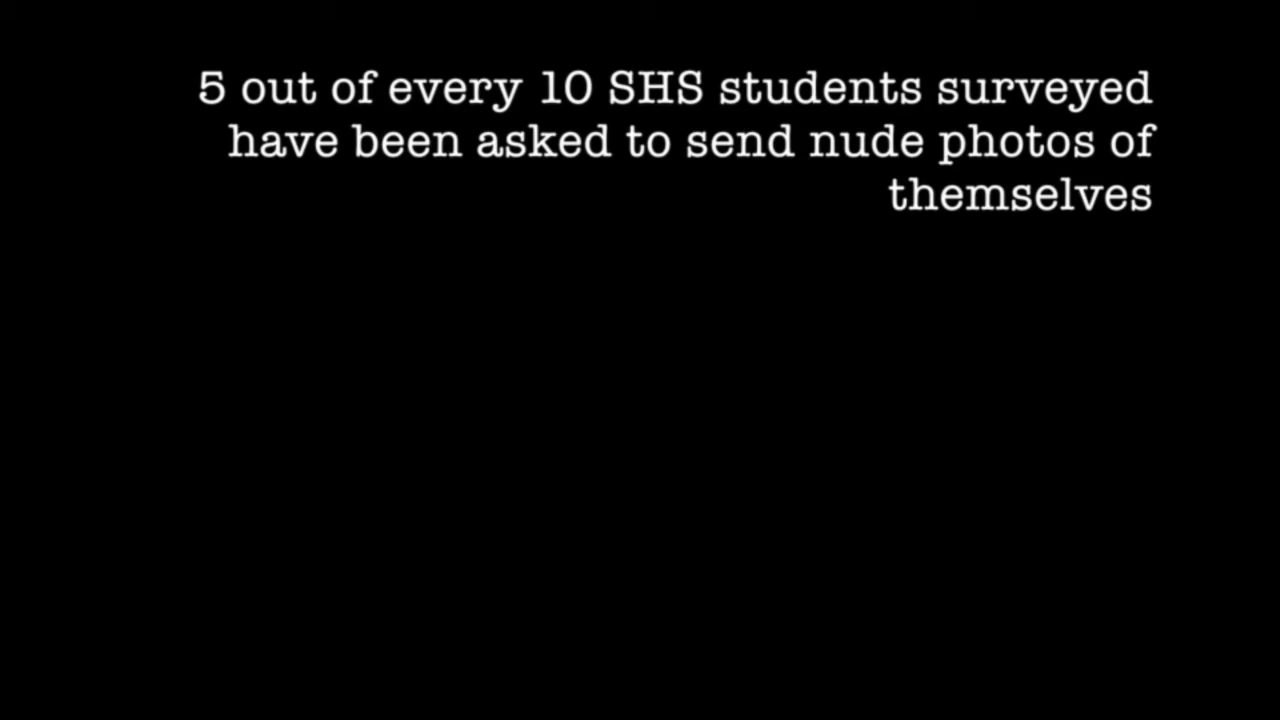 5 out of every 10 SHS students surveyed
have been asked to send nude photos of
themselves